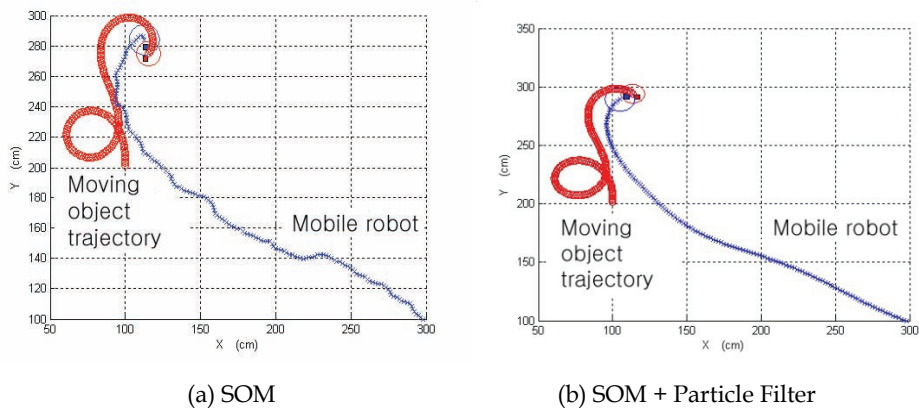 300
280
260
240
220
200
180
160
140
120
100
Y (cm)
50
100
150
200
250
300
X (cm)
Moving
object
trajectory
Mobile robot
(a) SOM
350
300
250
200
150
100
Y (cm)
50
100
150
200
250
300
X (cm)
Moving
object
trajectory
Mobile robot
(b) SOM + Particle Filter